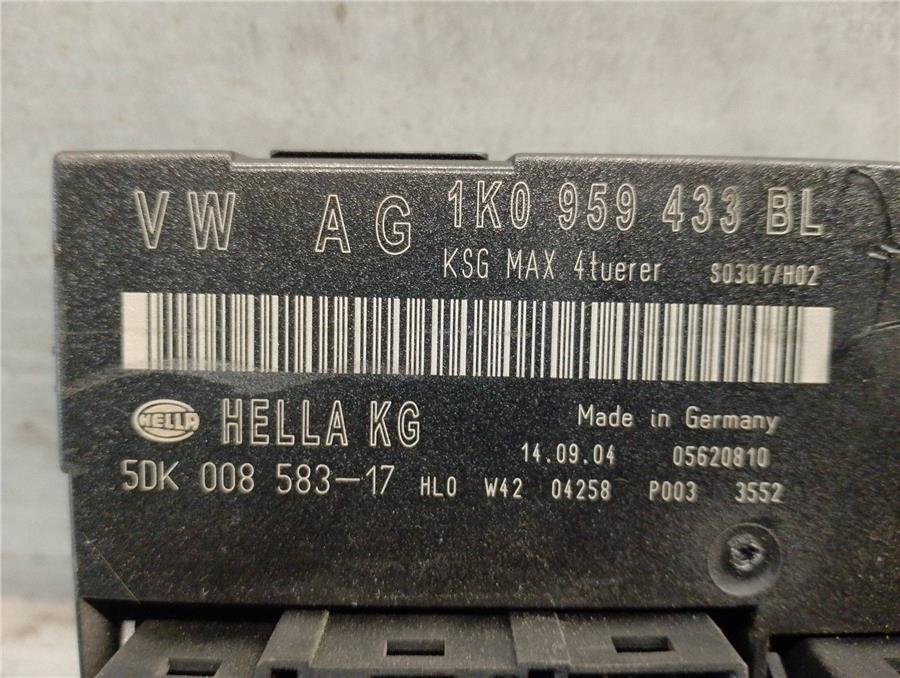 VW AG 1K0 959 433 BL
KSG MAX 4tuerer S0301/H02
HELLA HELLA KG Made in Germany
14.09.04 05620810
5DK 008 583-17 HL0 W42 04258 P003 3552